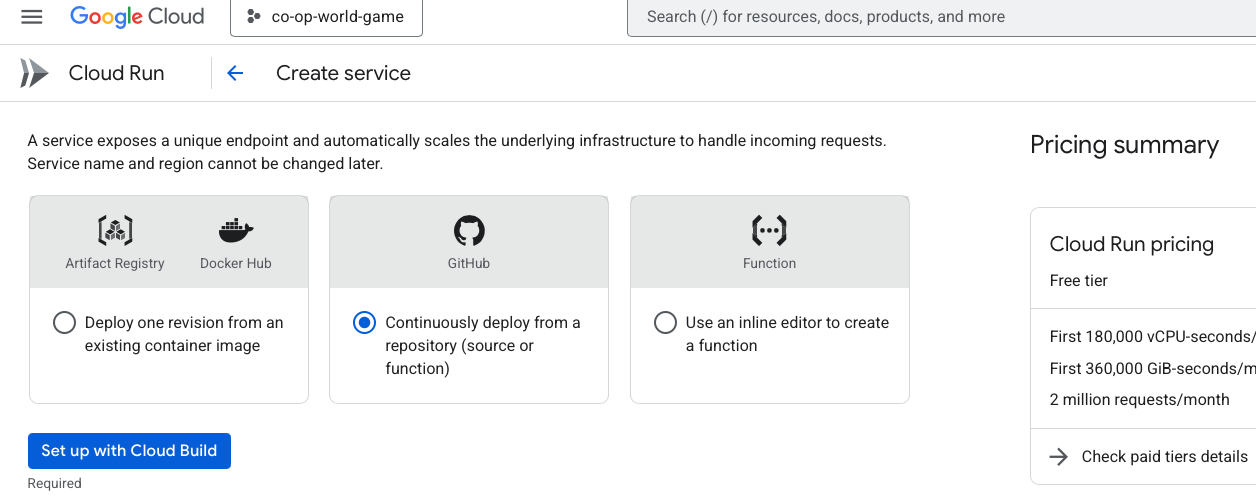 Google Cloud
co-op-world-game
Search (/) for resources, docs, products, and more
Cloud Run
Create service
A service exposes a unique endpoint and automatically scales the underlying infrastructure to handle incoming requests.
Service name and region cannot be changed later.
Artifact Registry
Docker Hub
Deploy one revision from an
existing container image
GitHub
Continuously deploy from a
repository (source or
function)
Function
Use an inline editor to create
a function
Set up with Cloud Build
Required
Pricing summary
Cloud Run pricing
Free tier
First 180,000 vCPU-seconds/
First 360,000 GiB-seconds/m
2 million requests/month
Check paid tiers details